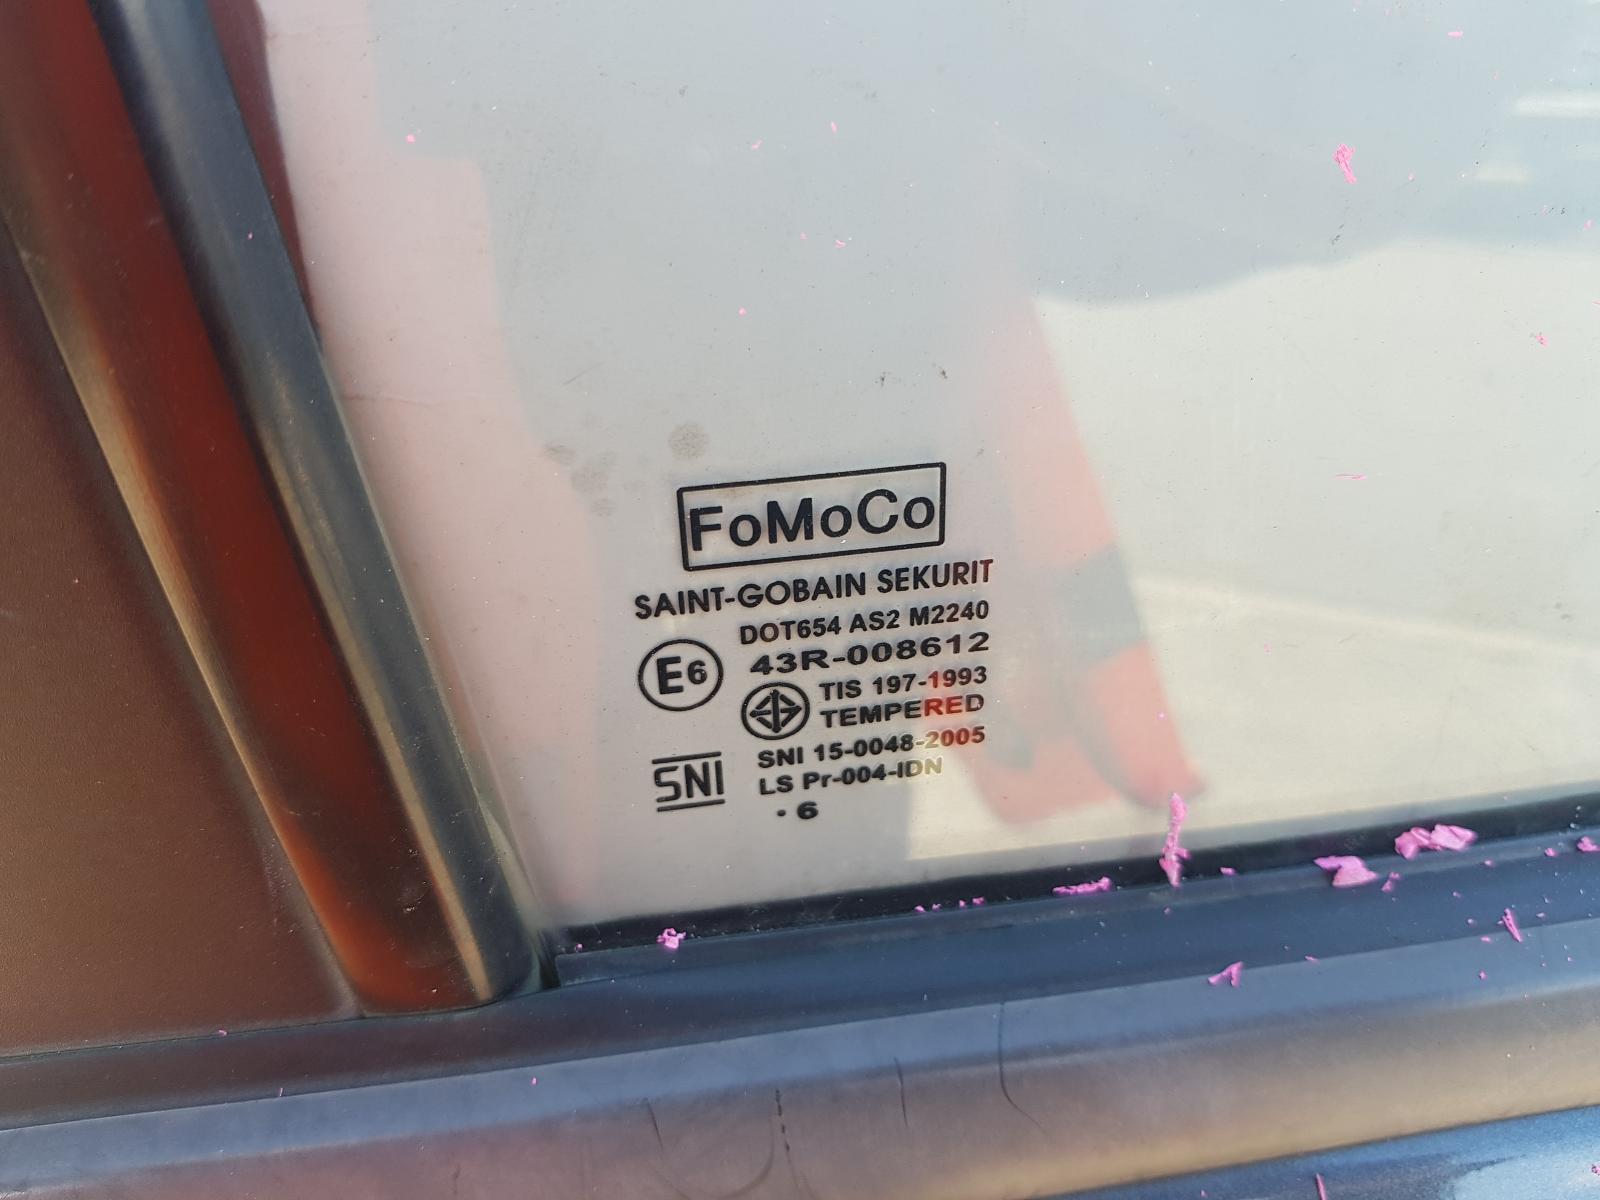 FoMoCo
SAINT-GOBAIN SEKURIT
DOT654 AS2 M2240
E6 43R-008612
TIS 197-1993
TEMPERED
SNI SNI 15-0048-2005
LS Pr-004-IDN
· 6